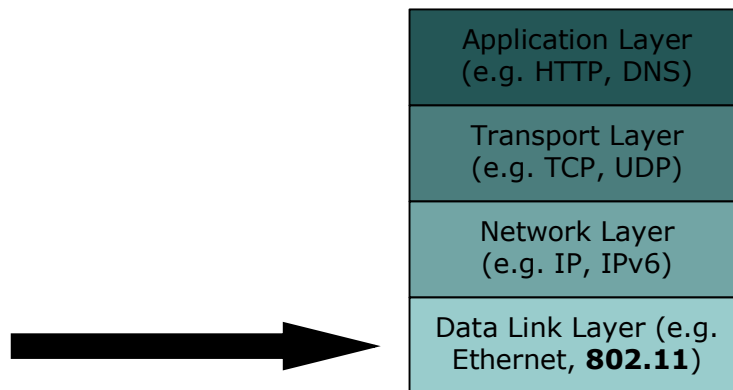 Application Layer
(e.g. HTTP, DNS)
Transport Layer
(e.g. TCP, UDP)
Network Layer
(e.g. IP, IPv6)
Data Link Layer (e.g.
Ethernet, 802.11)